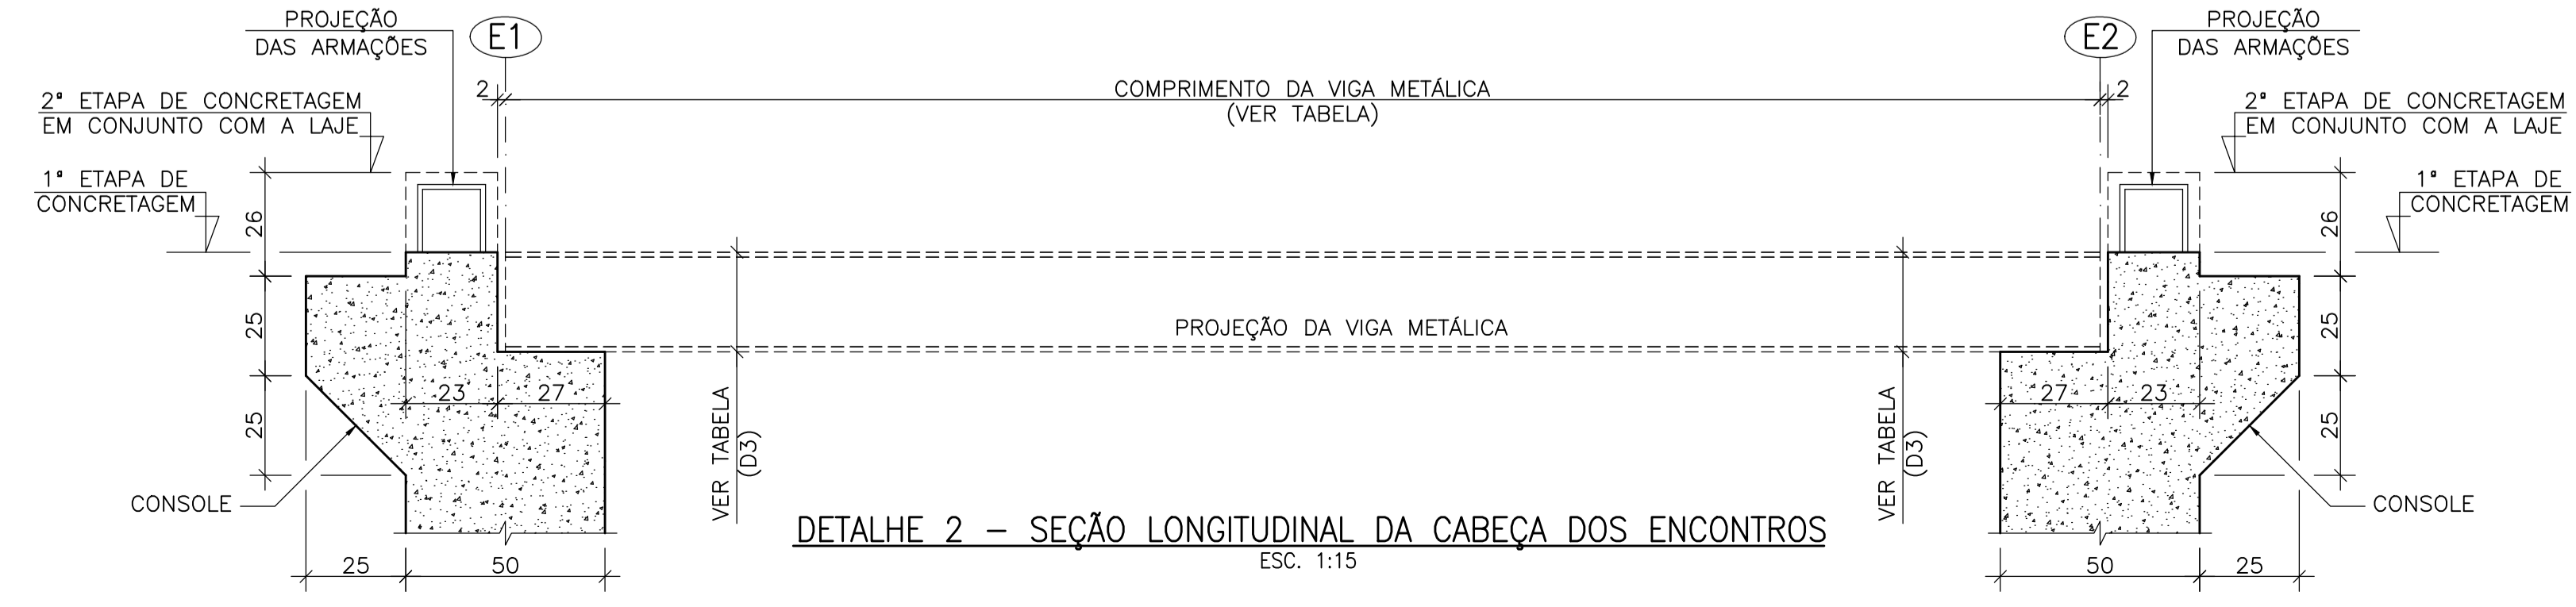 PROJEÇÃO
DAS ARMAÇÕES
E1
E2
PROJEÇÃO
DAS ARMAÇÕES
2
COMPRIMENTO DA VIGA METÁLICA
(VER TABELA)
2
2ª ETAPA DE CONCRETAGEM
EM CONJUNTO COM A LAJE
2ª ETAPA DE CONCRETAGEM
EM CONJUNTO COM A LAJE
1ª ETAPA DE
CONCRETAGEM
1ª ETAPA DE
CONCRETAGEM
26
26
25
25
PROJEÇÃO DA VIGA METÁLICA
23
27
27
23
25
25
VER TABELA
(D3)
VER TABELA
(D3)
CONSOLE
CONSOLE
DETALHE 2 – SEÇÃO LONGITUDINAL DA CABEÇA DOS ENCONTROS
ESC. 1:15
25
50
50
25